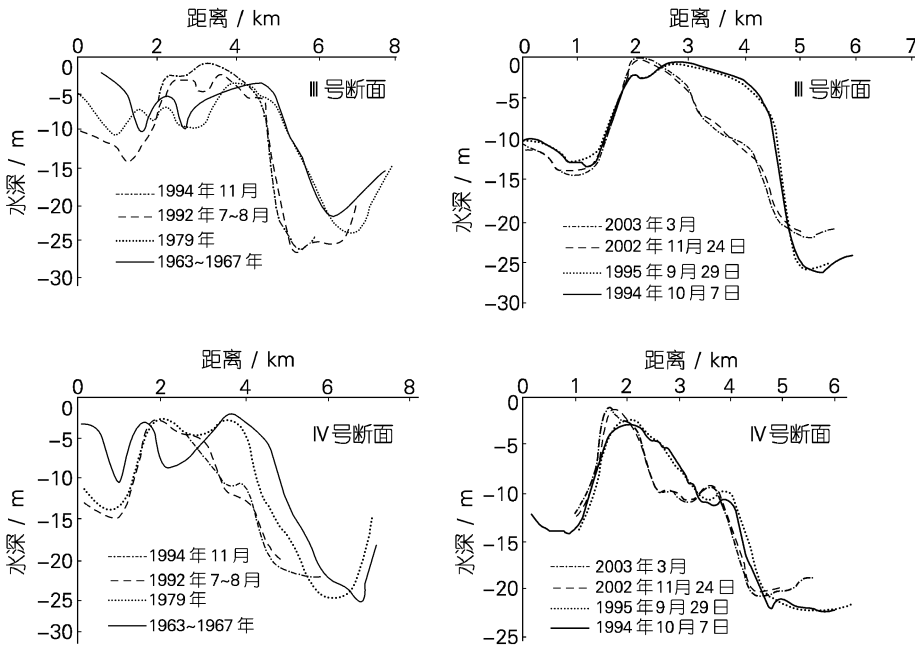 距离 / km
0 2 4 6 8
0
-5
-10
-15
-20
-25
-30
水深 / m
Ⅲ号断面
1994 年 11 月
1992 年 7~8 月
1979 年
1963~1967 年
距离 / km
0 1 2 3 4 5 6 7
0
-5
-10
-15
-20
-25
-30
水深 / m
Ⅲ号断面
2003 年 3 月
2002 年 11 月 24 日
1995 年 9 月 29 日
1994 年 10 月 7 日
距离 / km
0 2 4 6 8
0
-5
-10
-15
-20
-25
-30
水深 / m
Ⅳ号断面
1994 年 11 月
1992 年 7~8 月
1979 年
1963~1967 年
距离 / km
0 1 2 3 4 5 6
0
-5
-10
-15
-20
-25
水深 / m
Ⅳ号断面
2003 年 3 月
2002 年 11月 24 日
1995 年 9 月 29 日
1994 年 10 月 7 日